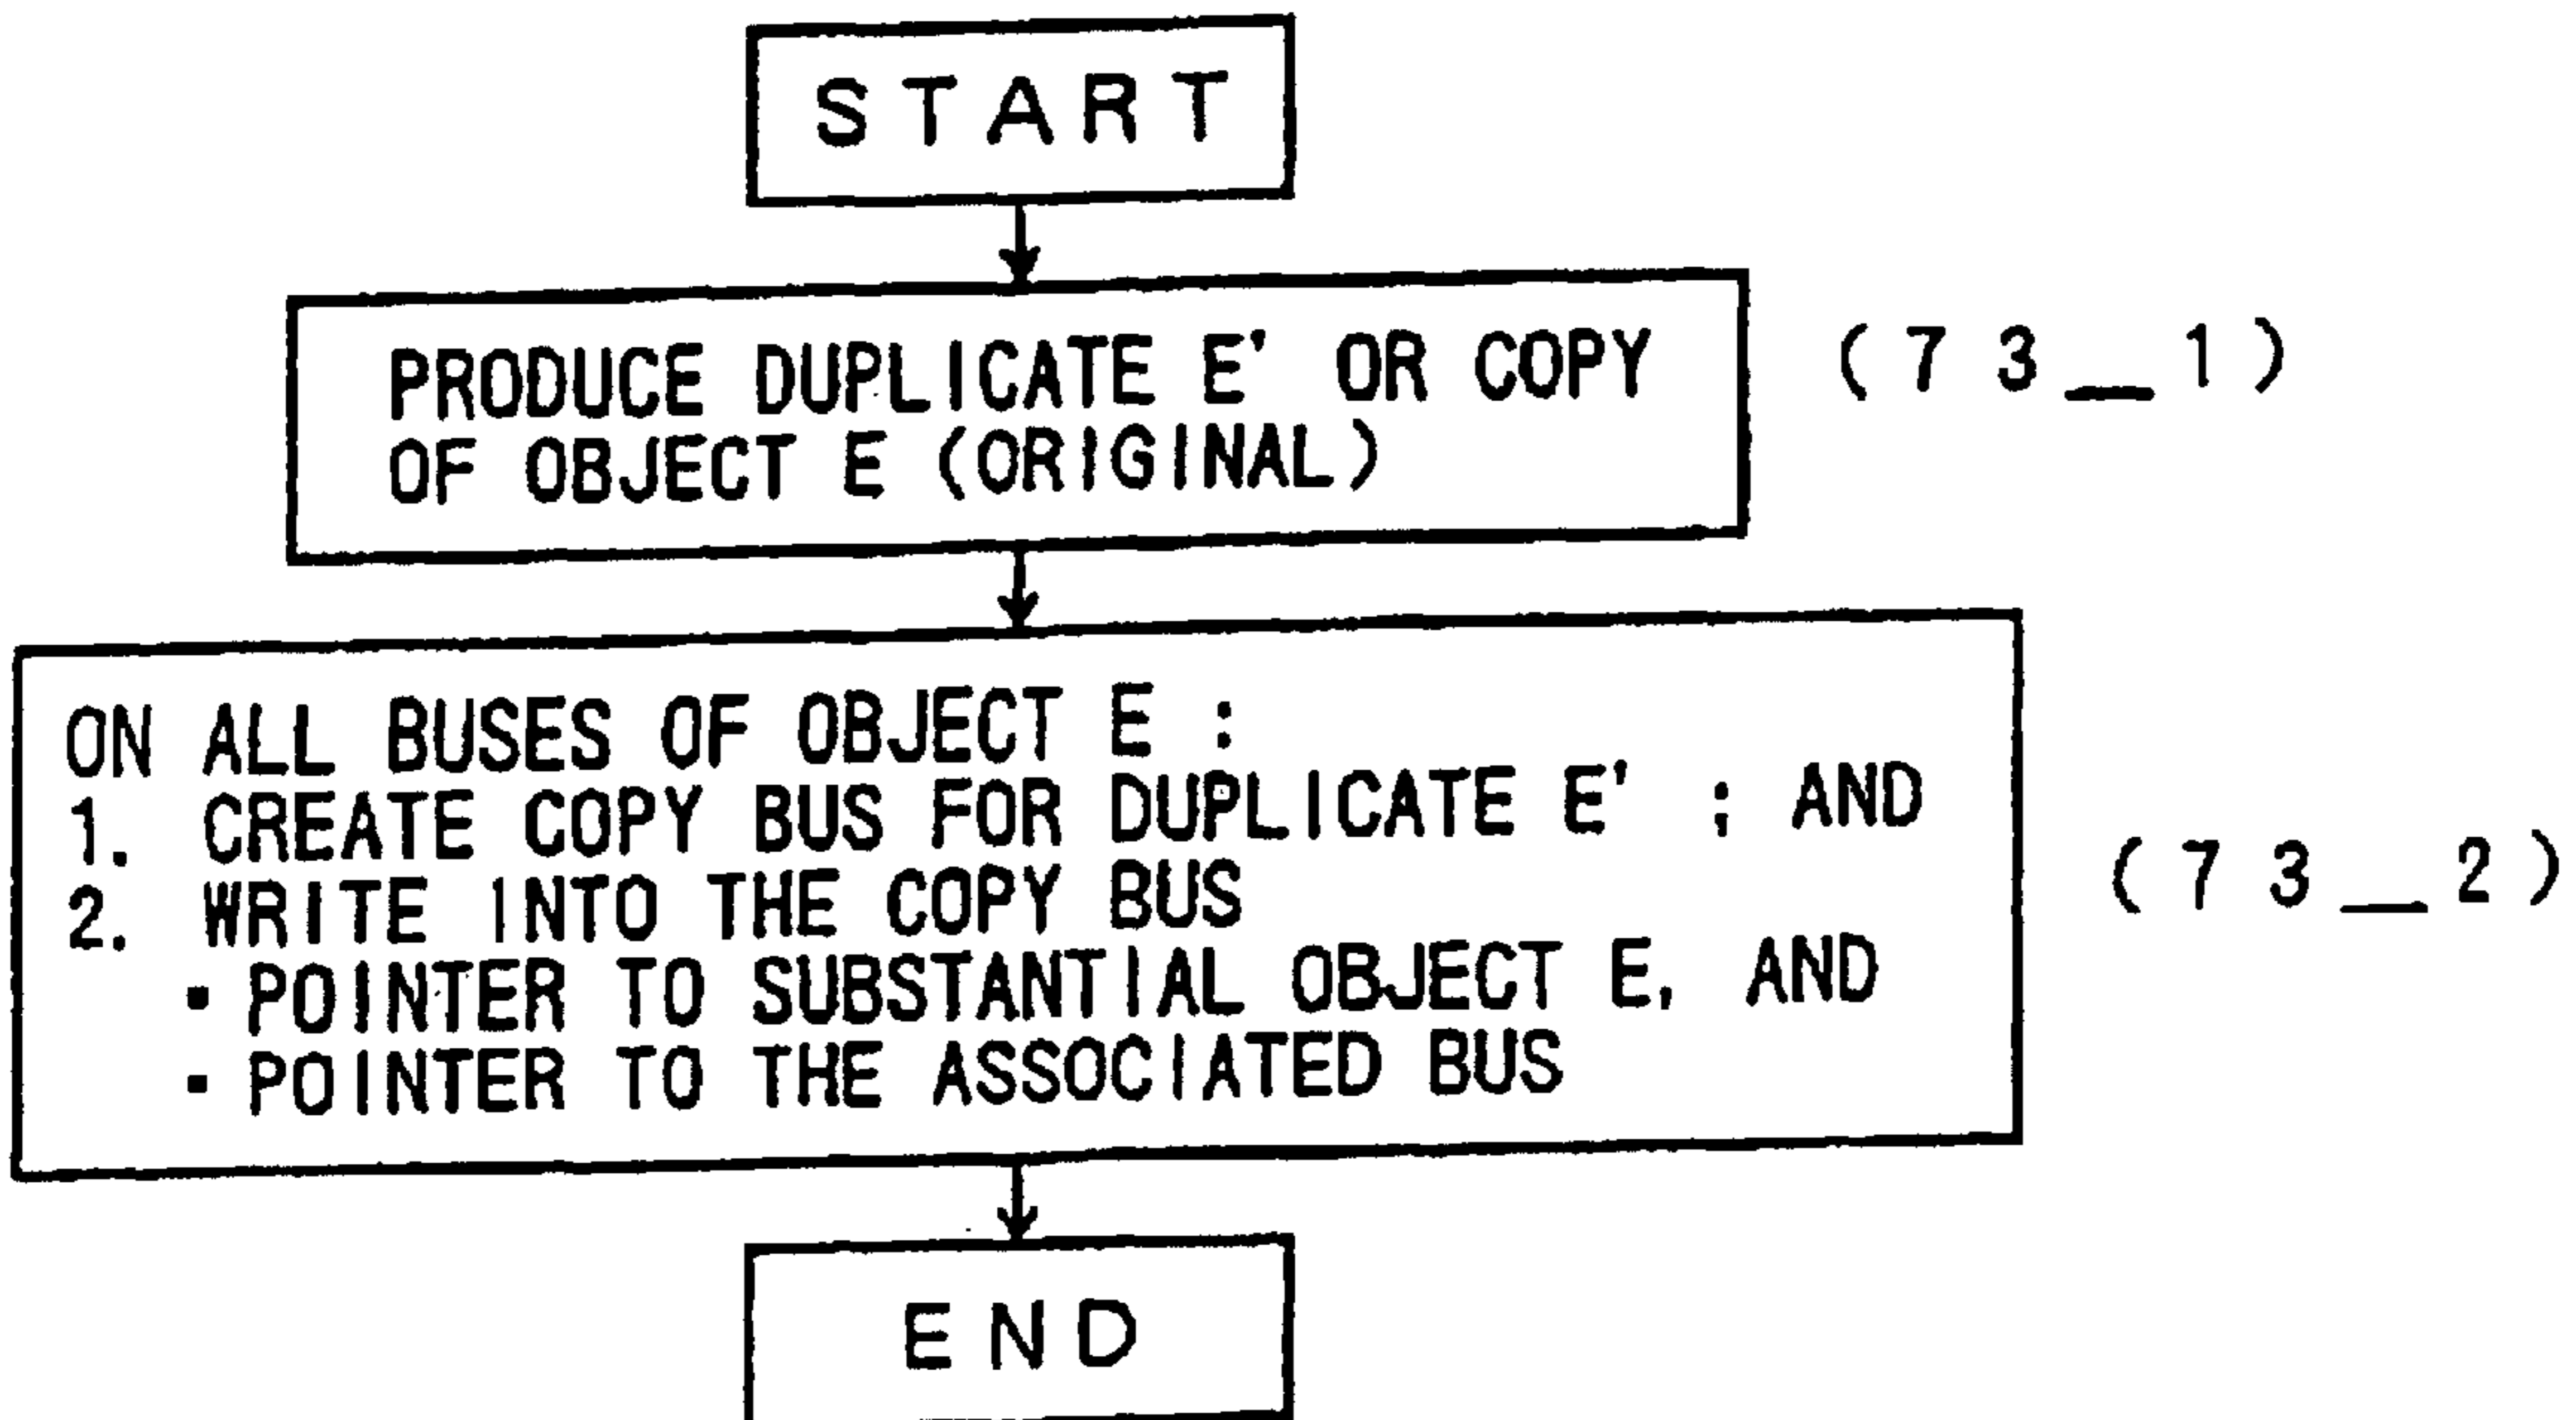 START
PRODUCE DUPLICATE E' OR COPY
OF OBJECT E (ORIGINAL)
(73_1)
ON ALL BUSES OF OBJECT E :
1. CREATE COPY BUS FOR DUPLICATE E' ; AND
2. WRITE INTO THE COPY BUS
▪ POINTER TO SUBSTANTIAL OBJECT E, AND
▪ POINTER TO THE ASSOCIATED BUS
(73_2)
END